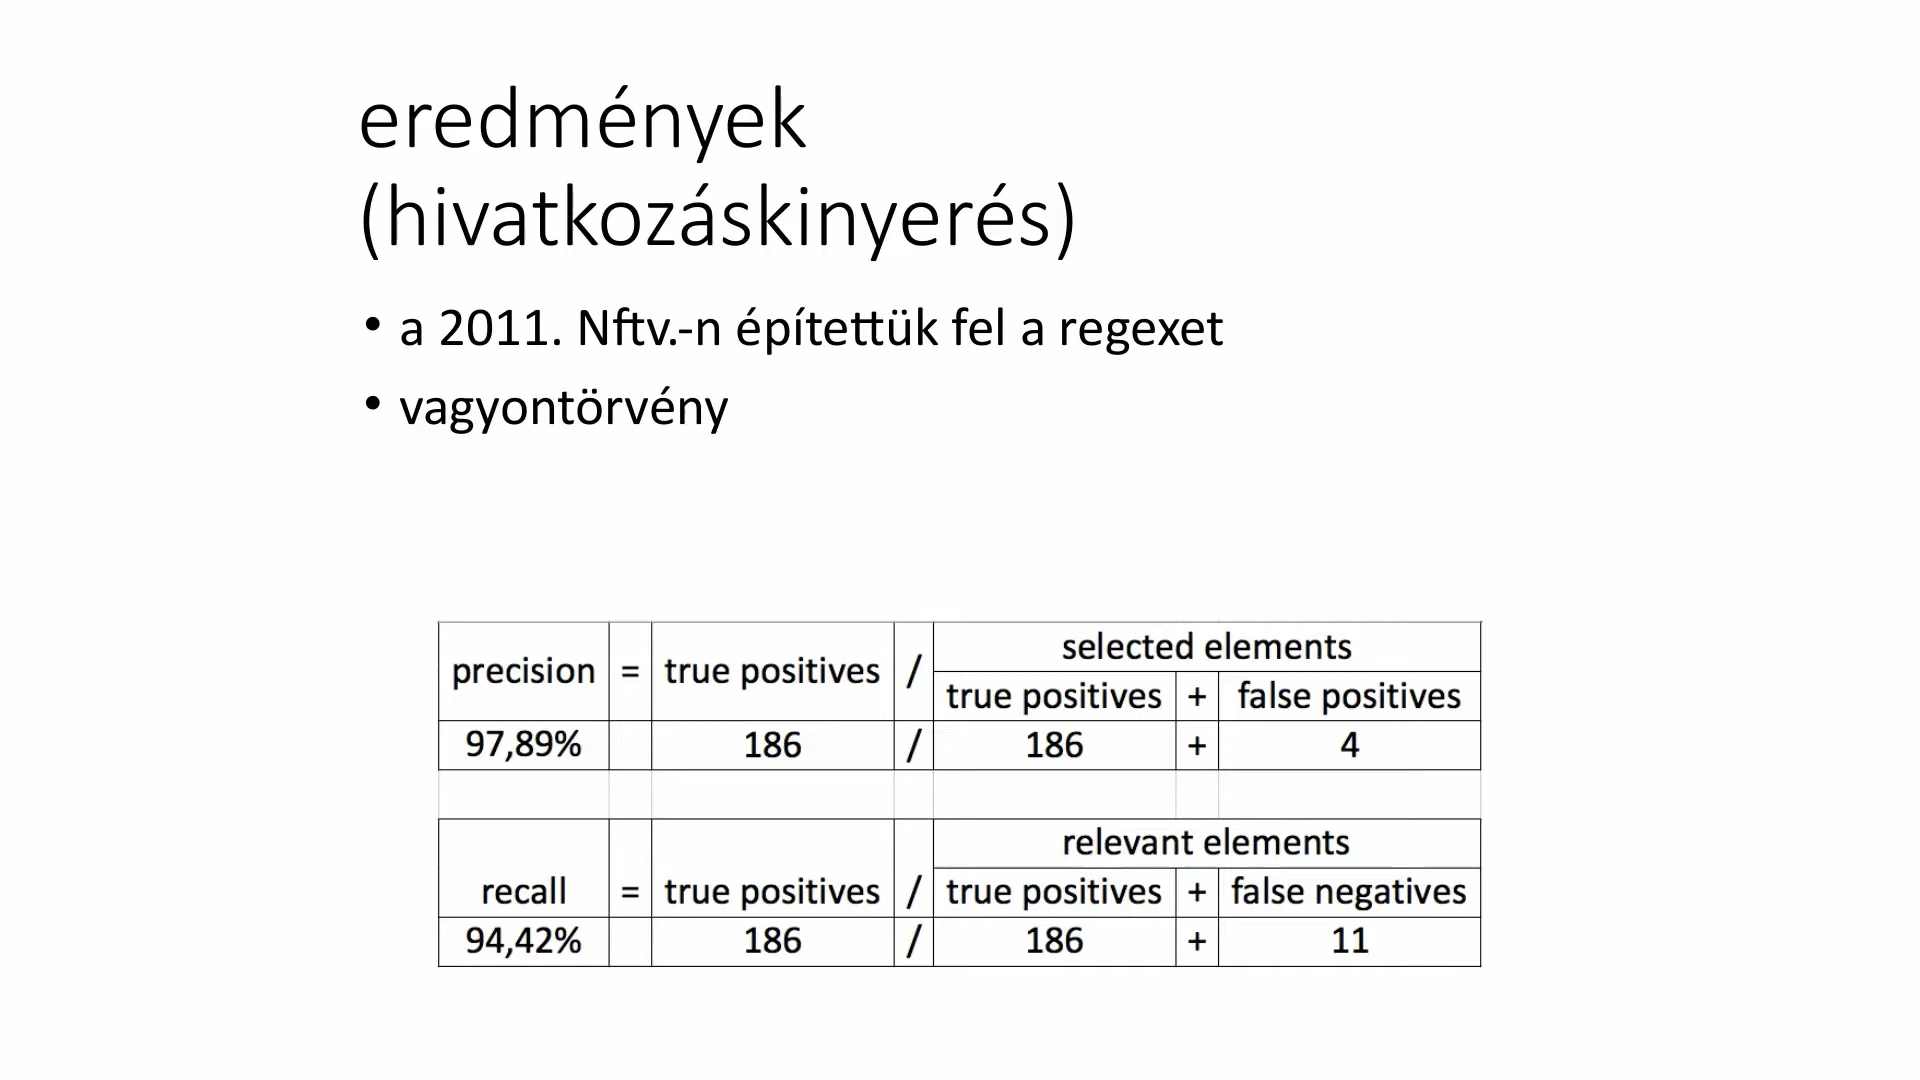 eredmények
(hivatkozáskinyerés)
• a 2011. Nftv.-n építettük fel a regexet
• vagyontörvény
precision = true positives / selected elements
true positives + false positives
97,89% 186 / 186 + 4
relevant elements
recall = true positives / true positives + false negatives
94,42% 186 / 186 + 11